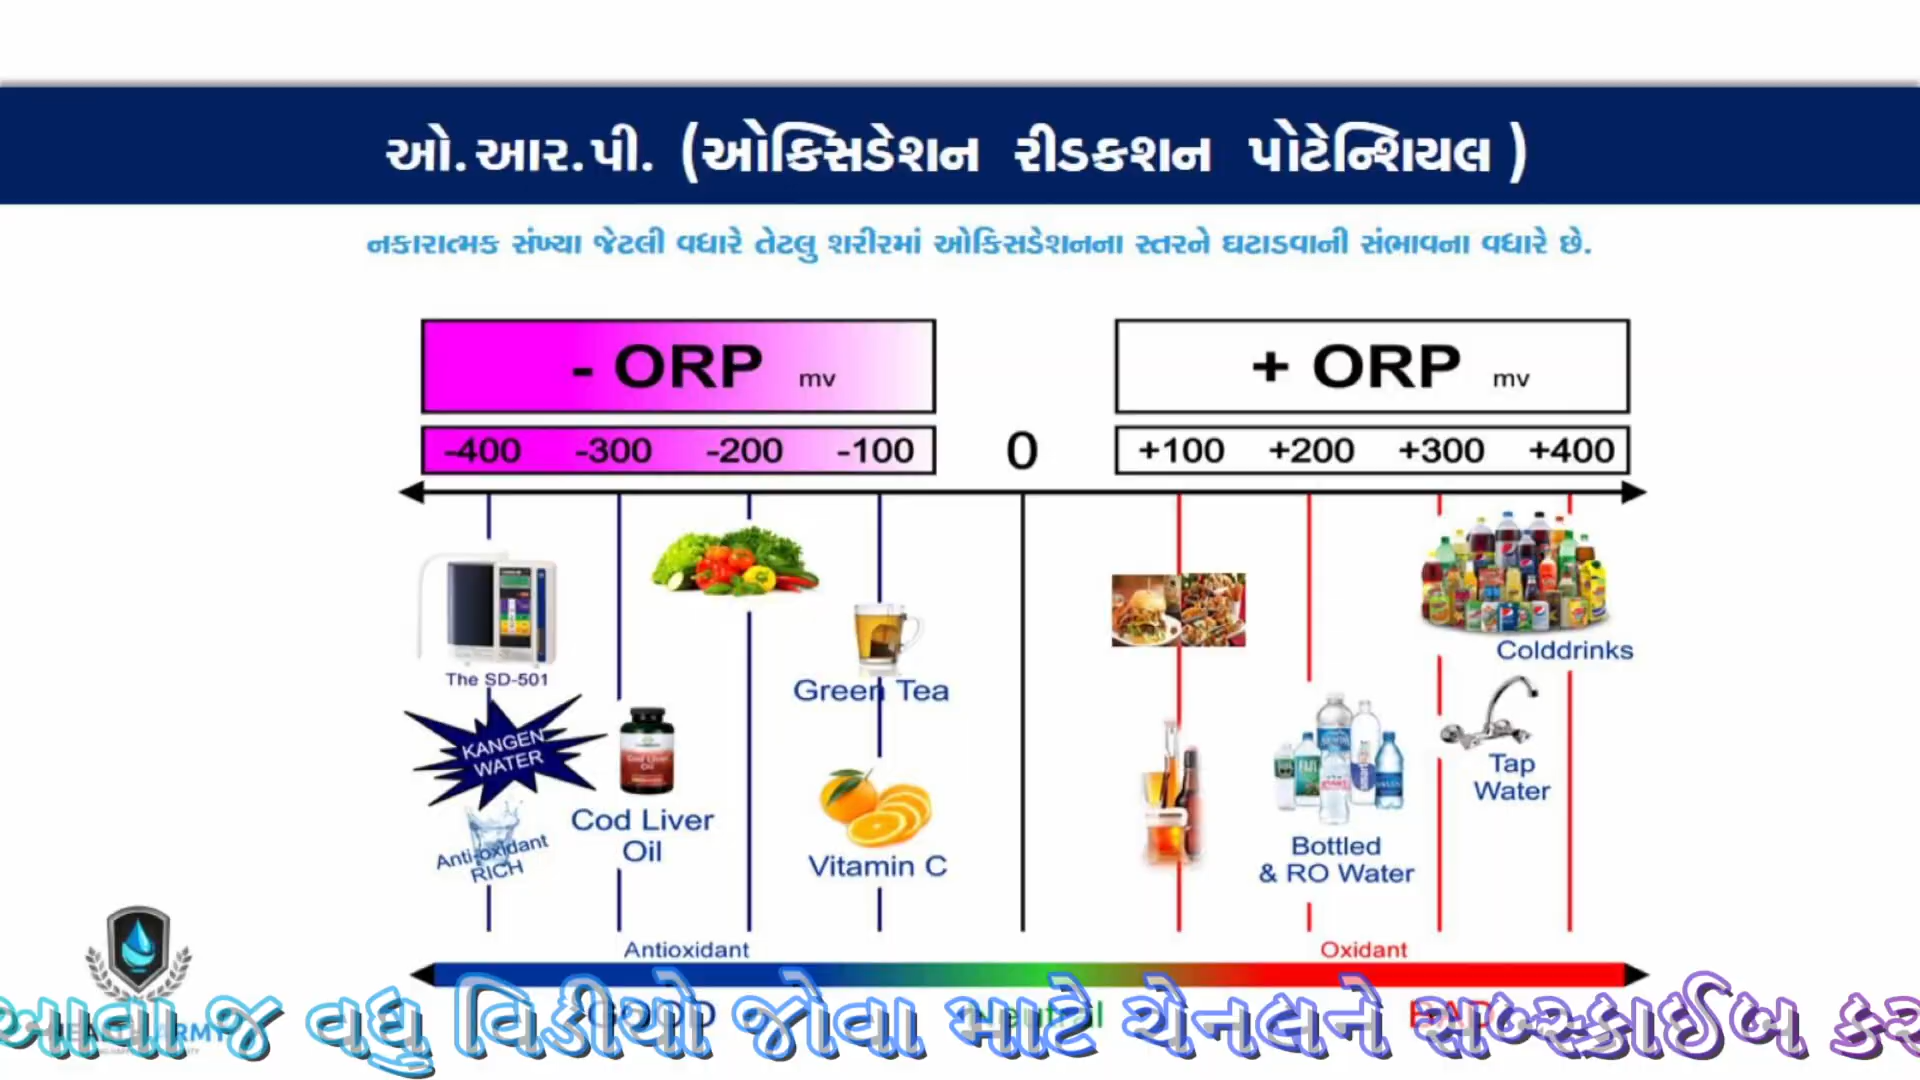 ઓ.આર.પી. (ઓક્સિડેશન રીડક્શન પોટેન્શિયલ )
નકારાત્મક સંખ્યા જેટલી વધારે તેટલુ શરીરમાં ઓકિસડેશનના સ્તરને ઘટાડવાની સંભાવના વધારે છે.
- ORP mv
+ ORP mv
-400 -300 -200 -100
0
+100 +200 +300 +400
The SD-501
KANGEN
WATER
Anti-oxidant
RICH
Cod Liver
Oil
Green Tea
Vitamin C
Bottled
& RO Water
Colddrinks
Tap
Water
Antioxidant
Oxidant
આવા જ વધુ વિડીયો જોવા માટે ચેનલને સબ્સ્ક્રાઈબ કર